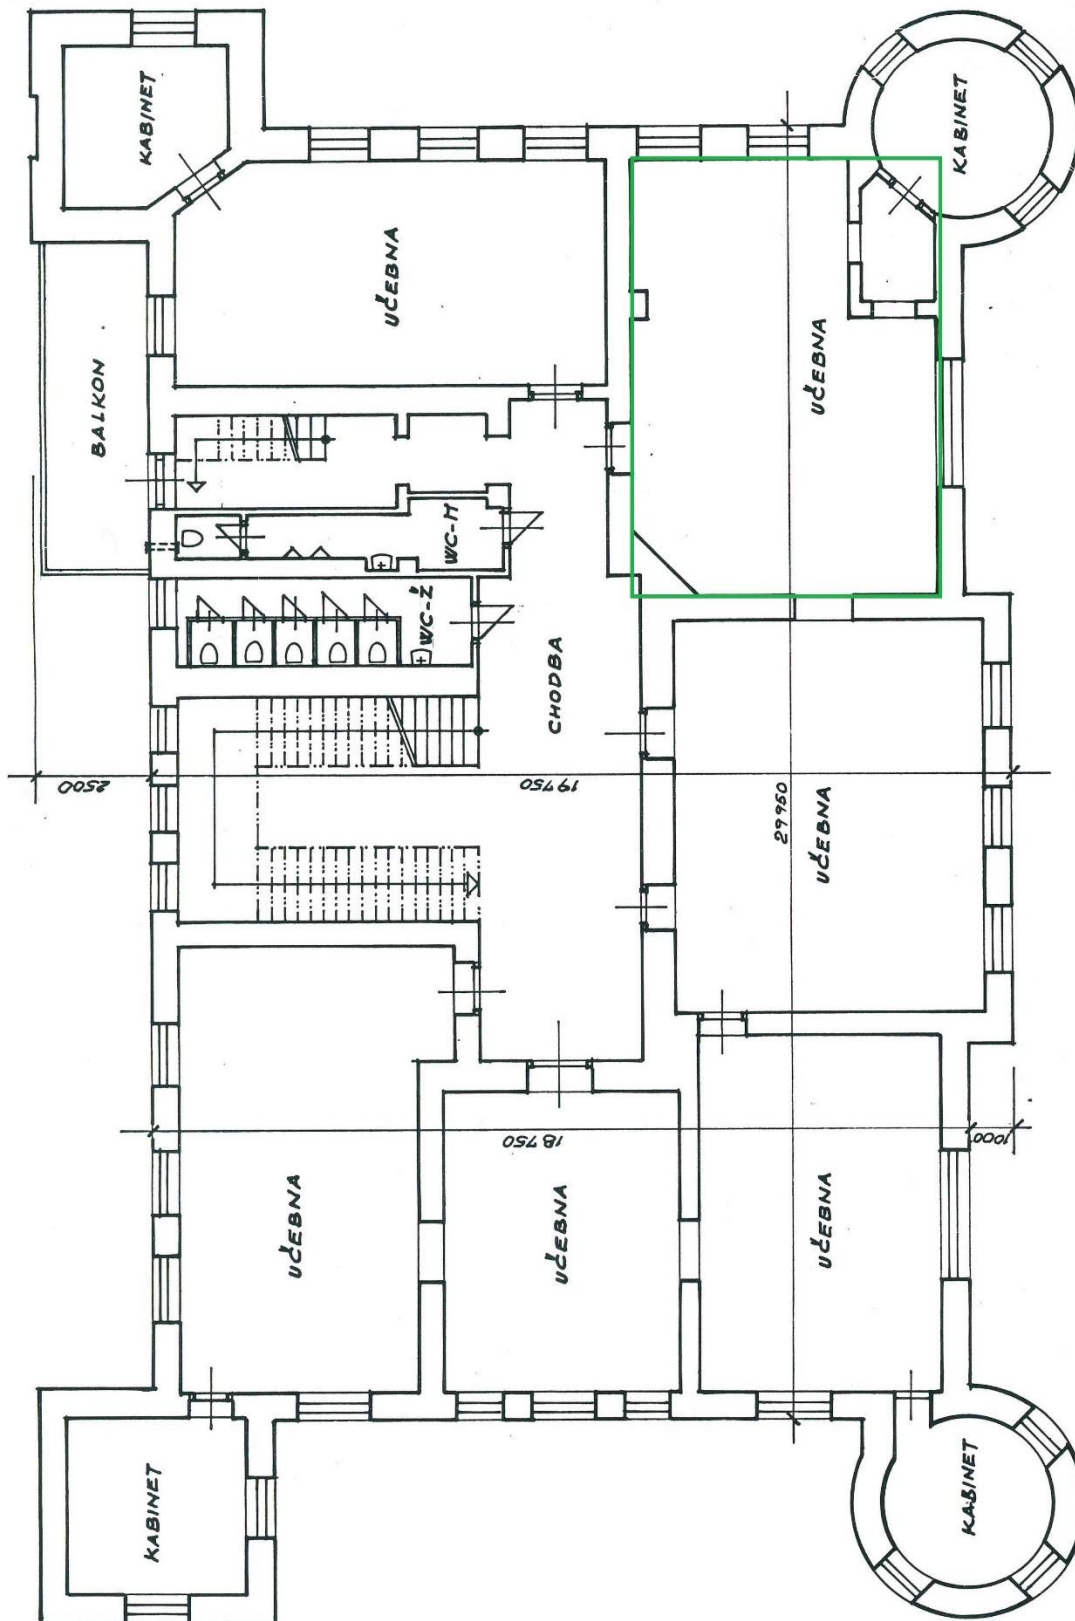 KABINET
KABINET
UČEBNA
BALKON
UČEBNA
WC-M
WC-Ž
CHODBA
2500
19750
29950
UČEBNA
18750
1000
UČEBNA
UČEBNA
UČEBNA
KABINET
KABINET